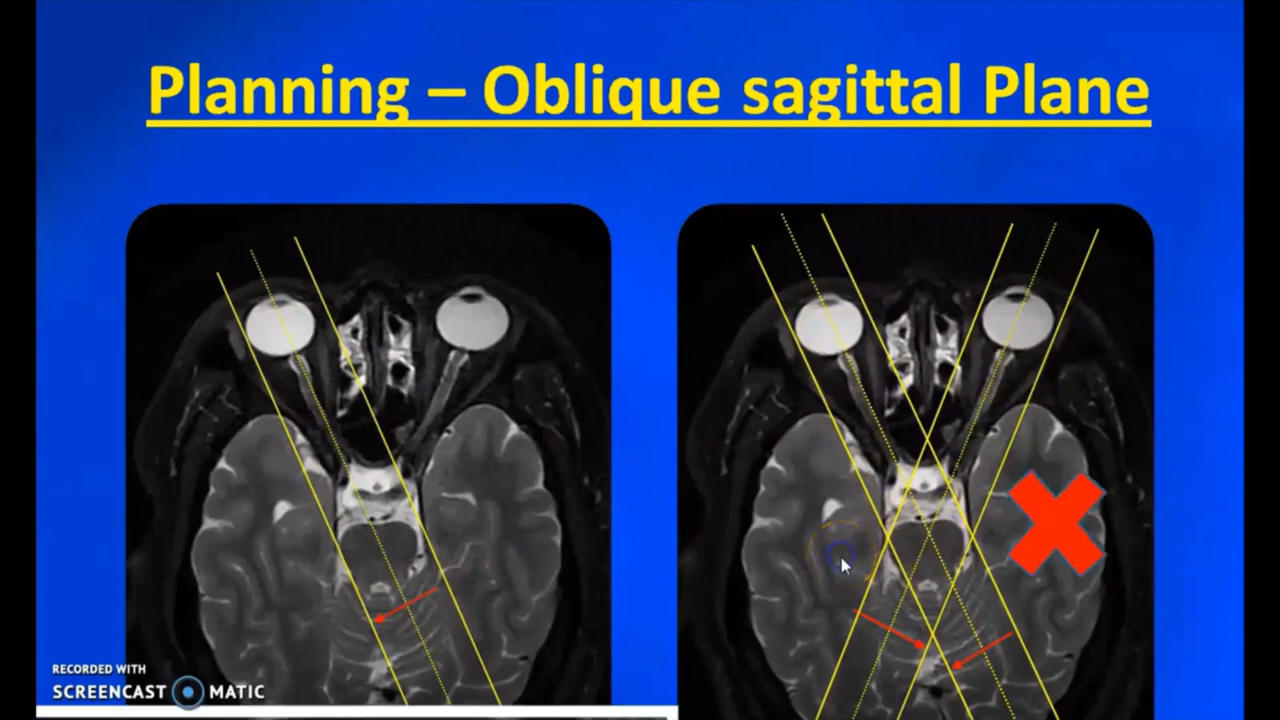 Planning – Oblique sagittal Plane
RECORDED WITH
SCREENCAST MATIC